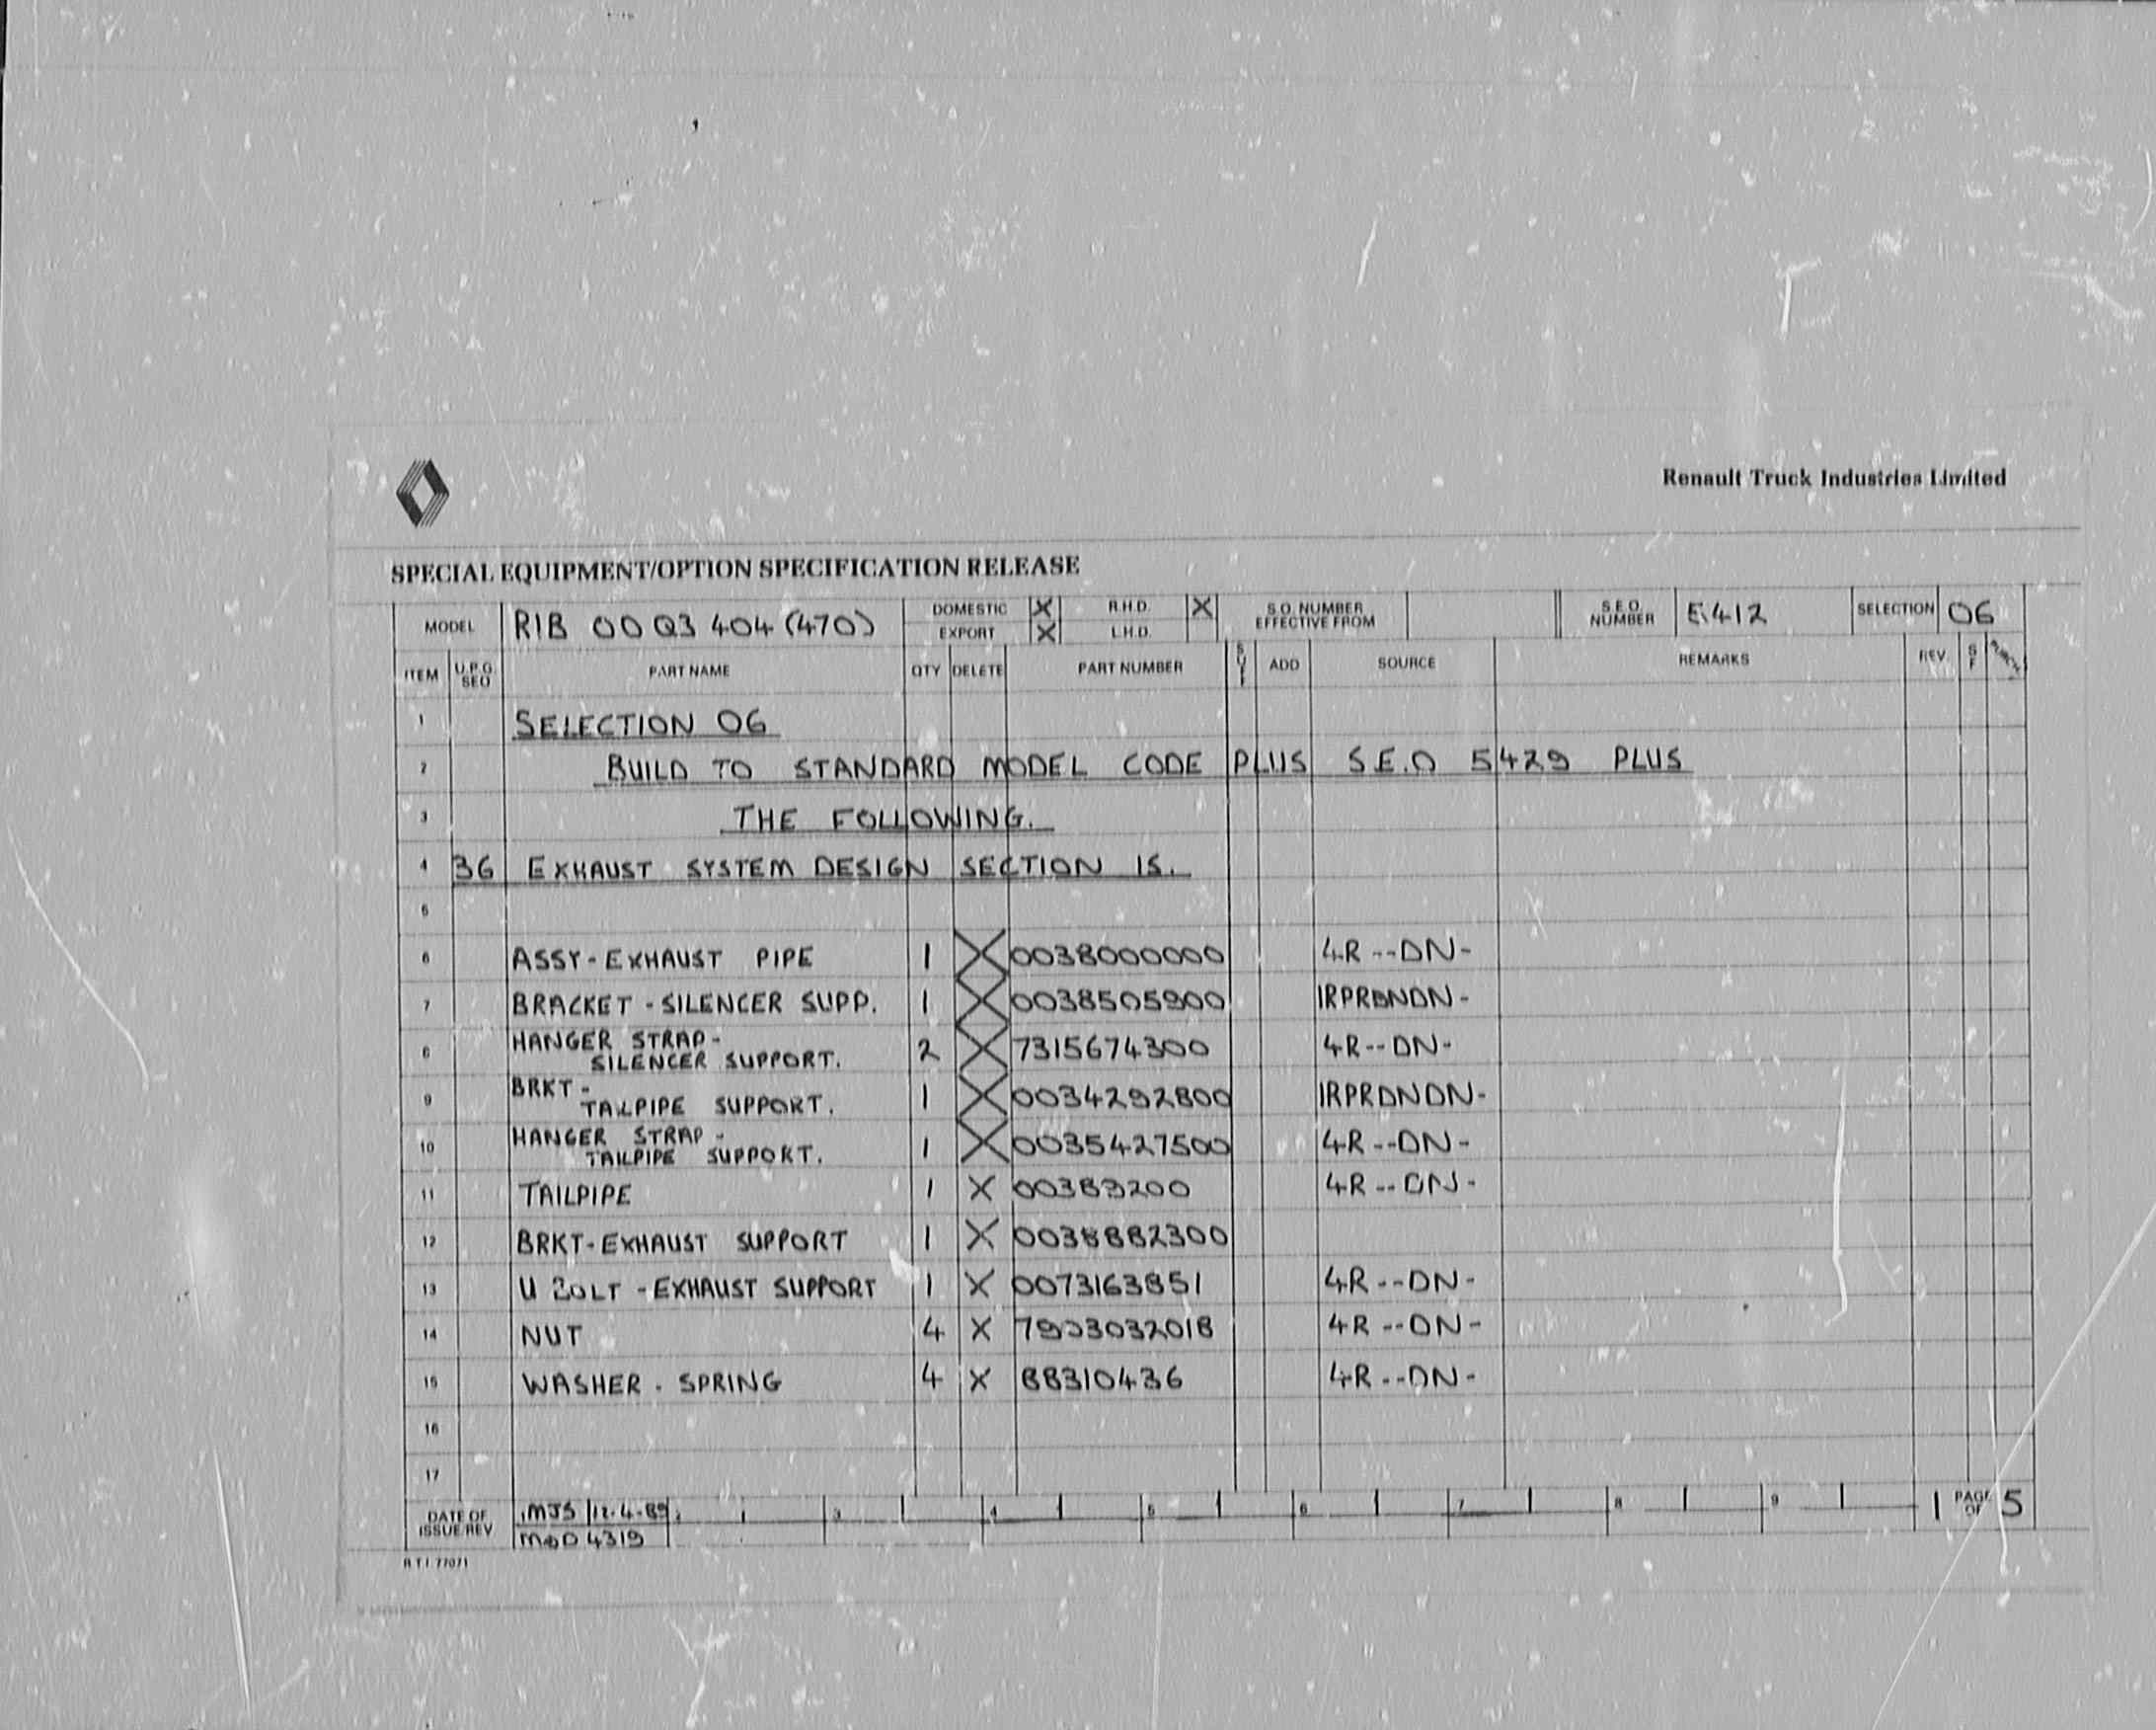 Renault Truck Industries Limited
SPECIAL EQUIPMENT/OPTION SPECIFICATION RELEASE
MODEL RIB 00 Q3 404 (470) DOMESTIC X R.H.D. X S.O. NUMBER EFFECTIVE FROM S.E.O. NUMBER E412 SELECTION 06
EXPORT X L.H.D.
ITEM U.P.G. SEQ PART NAME QTY DELETE PART NUMBER ADD SOURCE REMARKS REV.
1 SELECTION 06
2 BUILD TO STANDARD MODEL CODE PLUS S.E.O 5429 PLUS
3 THE FOLLOWING.
4 36 EXHAUST SYSTEM DESIGN SECTION IS.
5
6 ASSY - EXHAUST PIPE 1 X 0038000000 4R--DN-
7 BRACKET - SILENCER SUPP. 1 X 0038505900 IRPRDNDN-
8 HANGER STRAP - SILENCER SUPPORT. 2 X 7315674300 4R--DN-
9 BRKT - TAILPIPE SUPPORT. 1 X 0034292800 IRPRDNDN-
10 HANGER STRAP - TAILPIPE SUPPORT. 1 X 0035427500 4R--DN-
11 TAILPIPE 1 X 00389200 4R--DN-
12 BRKT-EXHAUST SUPPORT 1 X 0038882300
13 U BOLT - EXHAUST SUPPORT 1 X 0073163851 4R--DN-
14 NUT 4 X 7903032018 4R--DN-
15 WASHER - SPRING 4 X 88310436 4R--DN-
16
17
DATE OF ISSUE/REV 1 MJS 12.4.89 2 3 4 5 6 7 8 9 1 PAGE OF 5
MOD 4319
R.T.I. 77071